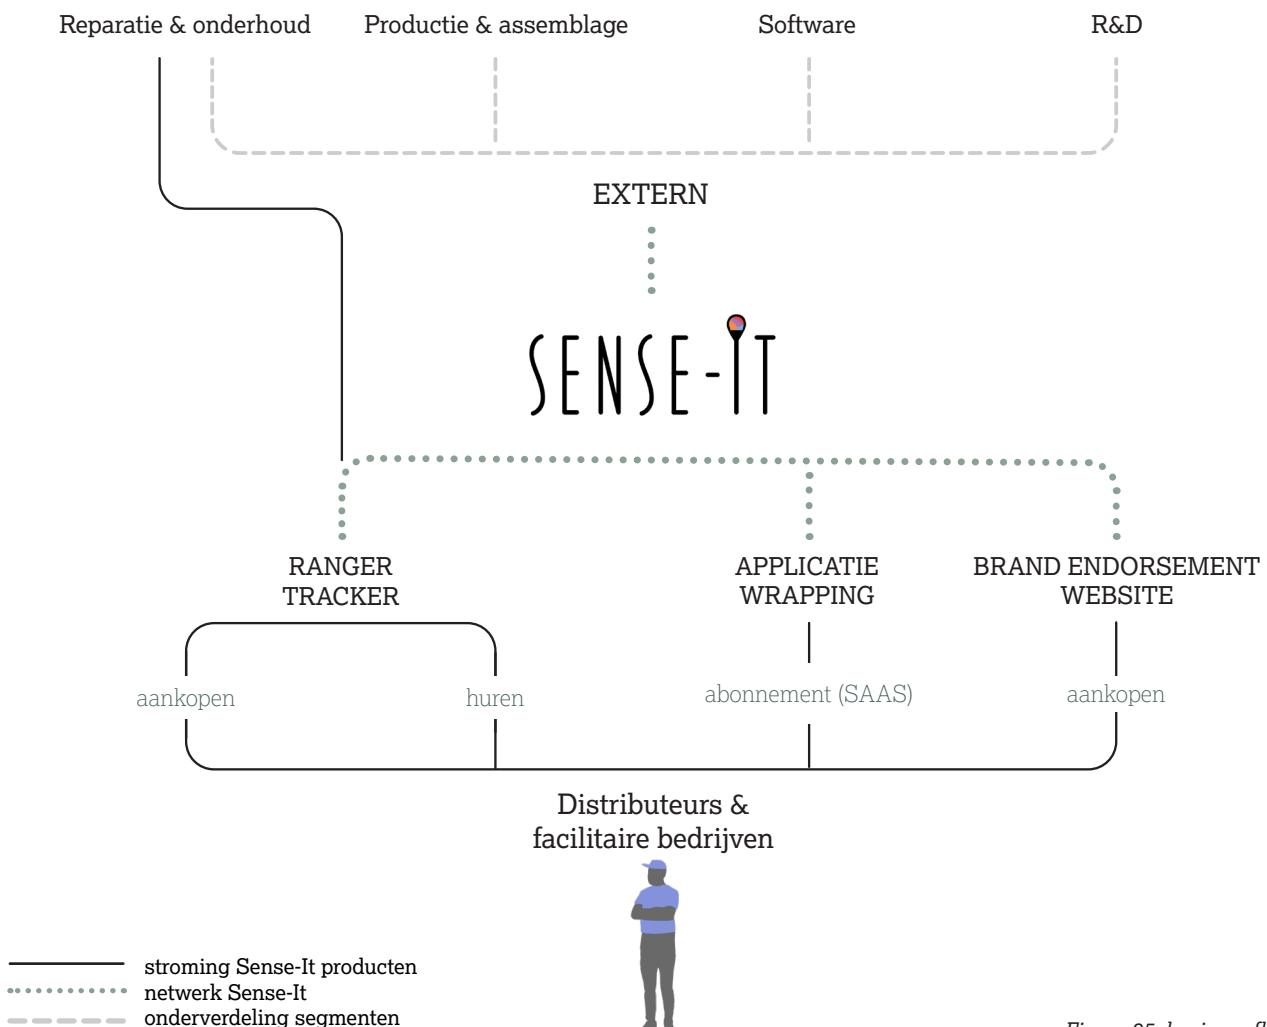 Reparatie & onderhoud
Productie & assemblage
Software
R&D
EXTERN
SENSE-IT
RANGER
TRACKER
APPLICATIE
WRAPPING
BRAND ENDORSEMENT
WEBSITE
aankopen
huren
abonnement (SAAS)
aankopen
Distributeurs &
facilitaire bedrijven
stroming Sense-It producten
netwerk Sense-It
onderverdeling segmenten